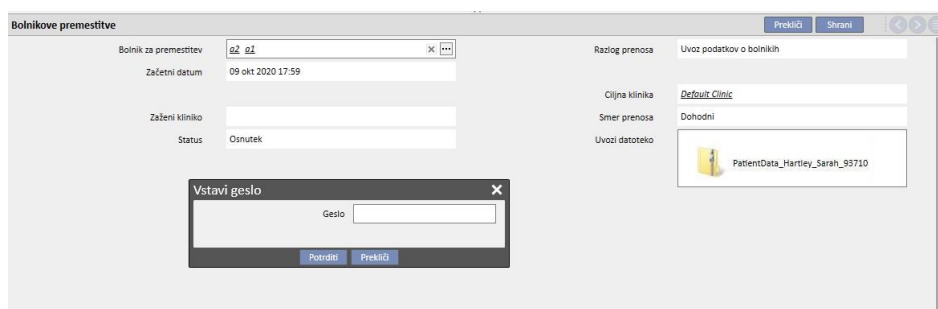 Bolnikove premestitve
Prekliči
Shrani
Bolnik za premestitev
a2 a1
Razlog prenosa
Uvoz podatkov o bolnikih
Začetni datum
09 okt 2020 17:59
Ciljna klinika
Default Clinic
Zaženi kliniko
Smer prenosa
Dohodni
Status
Osnutek
Uvozi datoteko
PatientData_Hartley_Sarah_93710
Vstavi geslo
Geslo
Potrditi
Prekliči